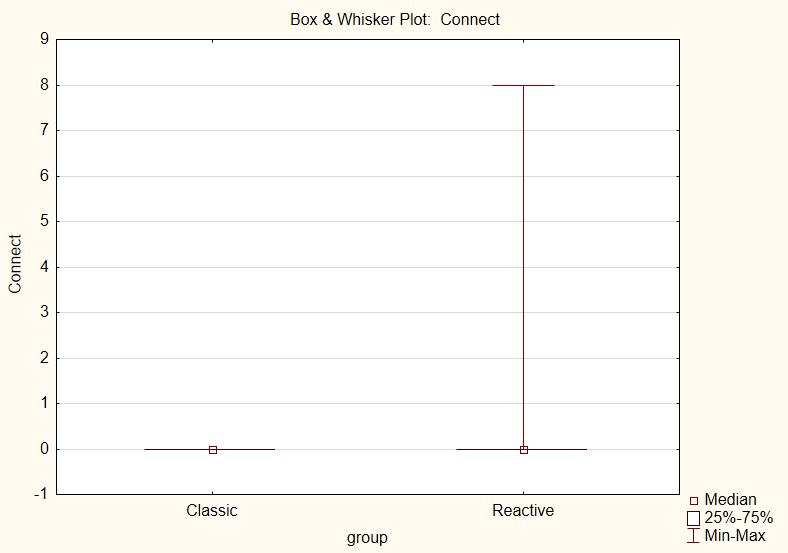 Box & Whisker Plot: Connect
9
8
7
6
5
4
3
2
1
0
-1
Connect
Classic
Reactive
group
Median
25%-75%
Min-Max